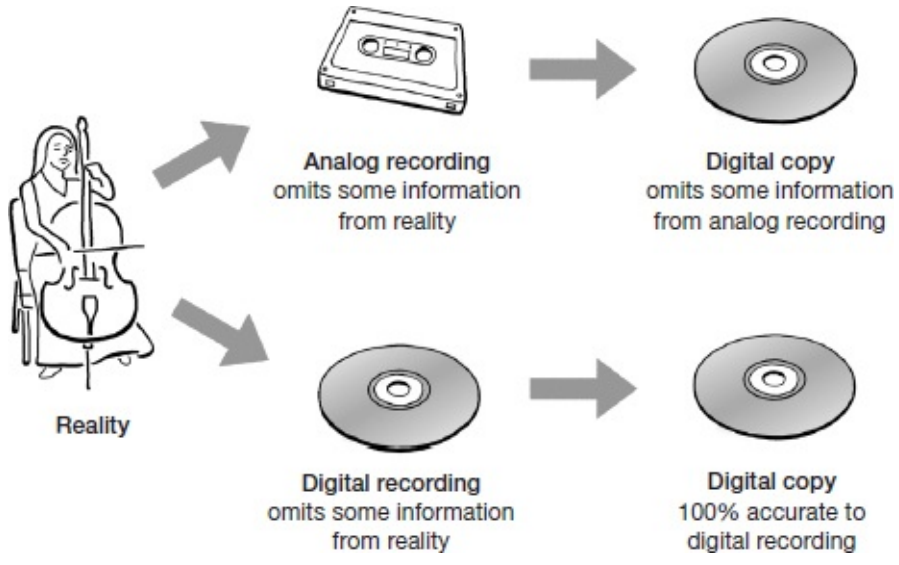 Analog recording
omits some information
from reality
Digital copy
omits some information
from analog recording
Reality
Digital recording
omits some information
from reality
Digital copy
100% accurate to
digital recording